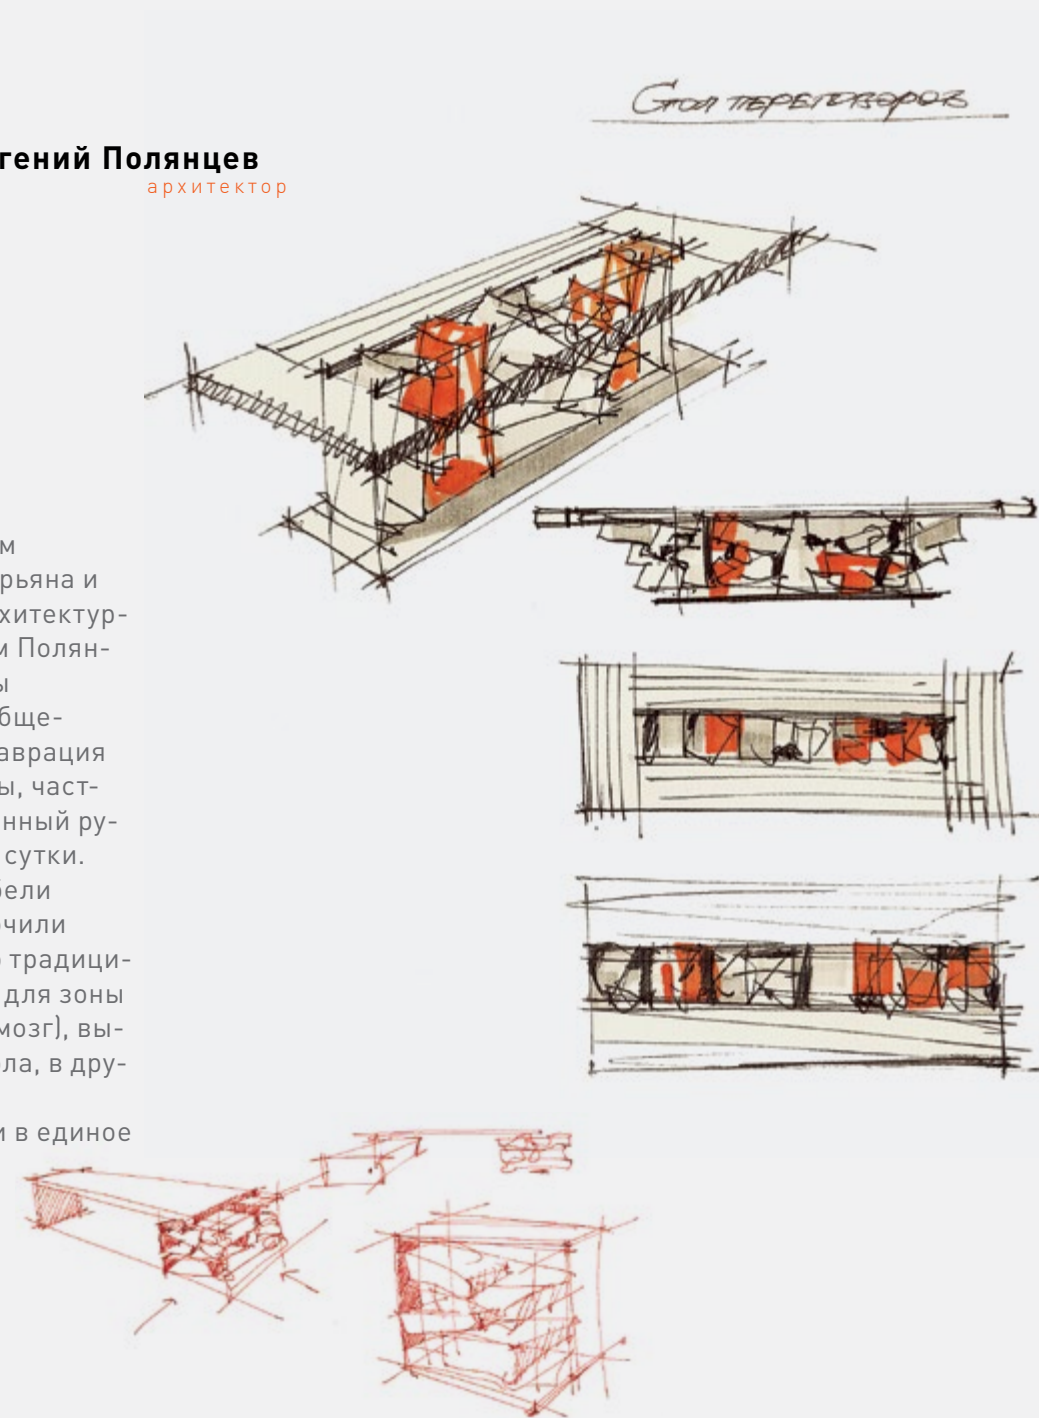 Стол переговоров
гений Полянцев
архитектор
м
рьяна и
хитектур-
и Полян-
ы
бще-
аврация
ы, част-
нный ру-
сутки.
бели
чили
традици-
для зоны
мозг), вы-
ла, в дру-
и в единое